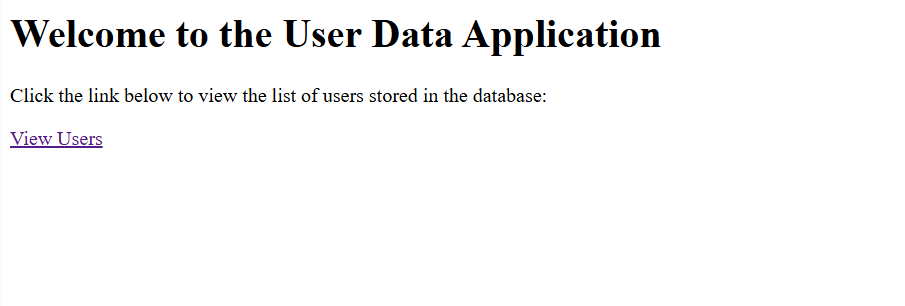 Welcome to the User Data Application
Click the link below to view the list of users stored in the database:
View Users